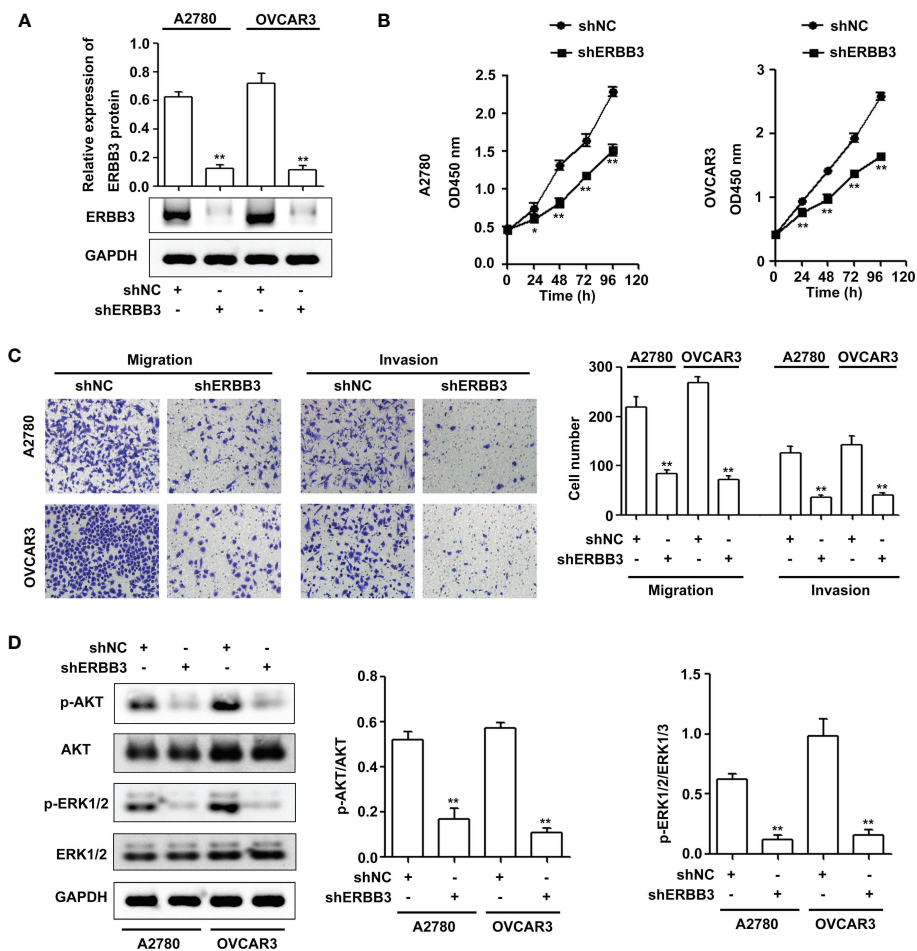 A
A2780 OVCAR3
Relative expression of
ERBB3 protein
1.0
0.8
0.6
0.4
0.2
0.0
** **
ERBB3
GAPDH
shNC + - + -
shERBB3 - + - +
B
shNC
shERBB3
A2780
OD450 nm
2.5
2.0
1.5
1.0
0.5
0.0
* ** ** **
0 24 48 72 96 120
Time (h)
shNC
shERBB3
OVCAR3
OD450 nm
3
2
1
0
** ** ** **
0 24 48 72 96 120
Time (h)
C
Migration Invasion
shNC shERBB3 shNC shERBB3
A2780
OVCAR3
A2780 OVCAR3 A2780 OVCAR3
Cell number
300
200
100
0
** ** ** **
shNC + - + - + - + -
shERBB3 - + - + - + - +
Migration Invasion
D
shNC + - + -
shERBB3 - + - +
p-AKT
AKT
p-ERK1/2
ERK1/2
GAPDH
A2780 OVCAR3
p-AKT/AKT
0.8
0.6
0.4
0.2
0.0
** **
shNC + - + -
shERBB3 - + - +
A2780 OVCAR3
p-ERK1/2/ERK1/3
1.5
1.0
0.5
0.0
** **
shNC + - + -
shERBB3 - + - +
A2780 OVCAR3